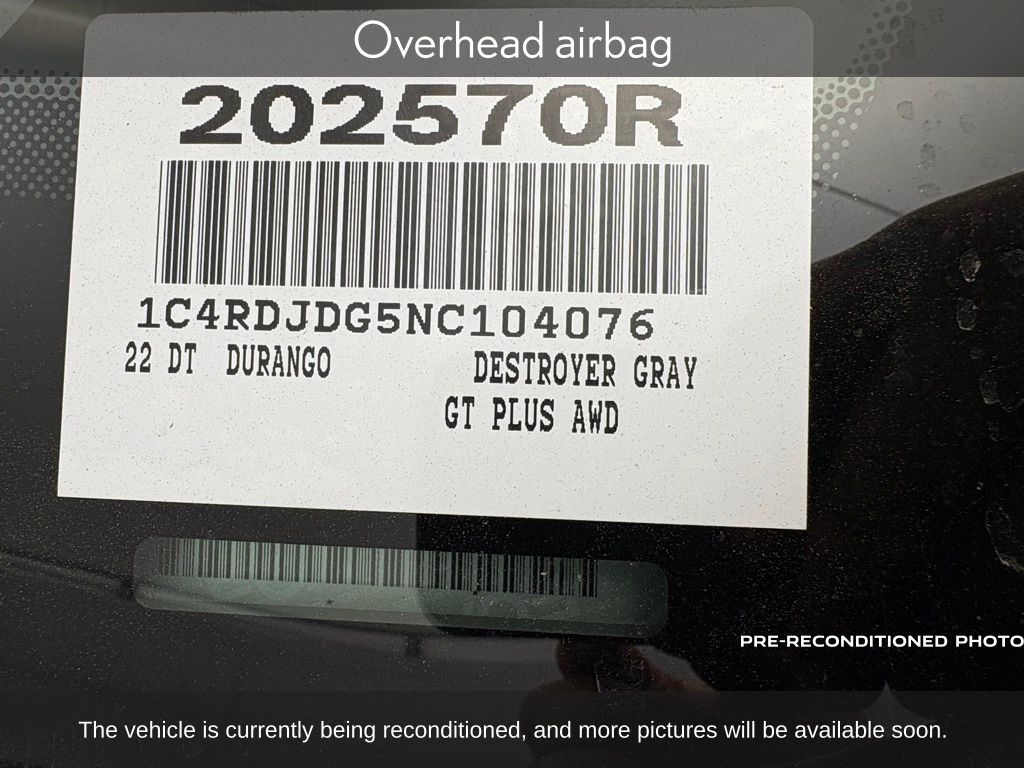 Overhead airbag
202570R
1C4RDJDG5NC104076
22 DT DURANGO DESTROYER GRAY
GT PLUS AWD
PRE-RECONDITIONED PHOTO
The vehicle is currently being reconditioned, and more pictures will be available soon.